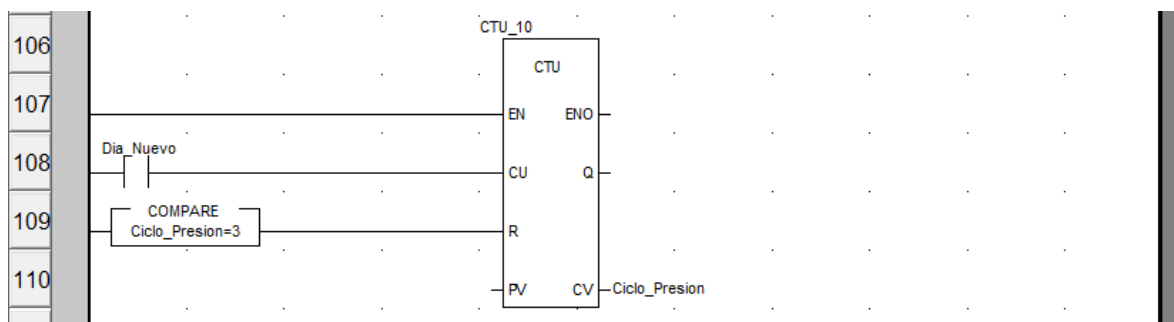 CTU_10
106
CTU
107
EN ENO
Dia_Nuevo
108
CU Q
COMPARE
109
Ciclo_Presion=3
R
110
PV CV Ciclo_Presion